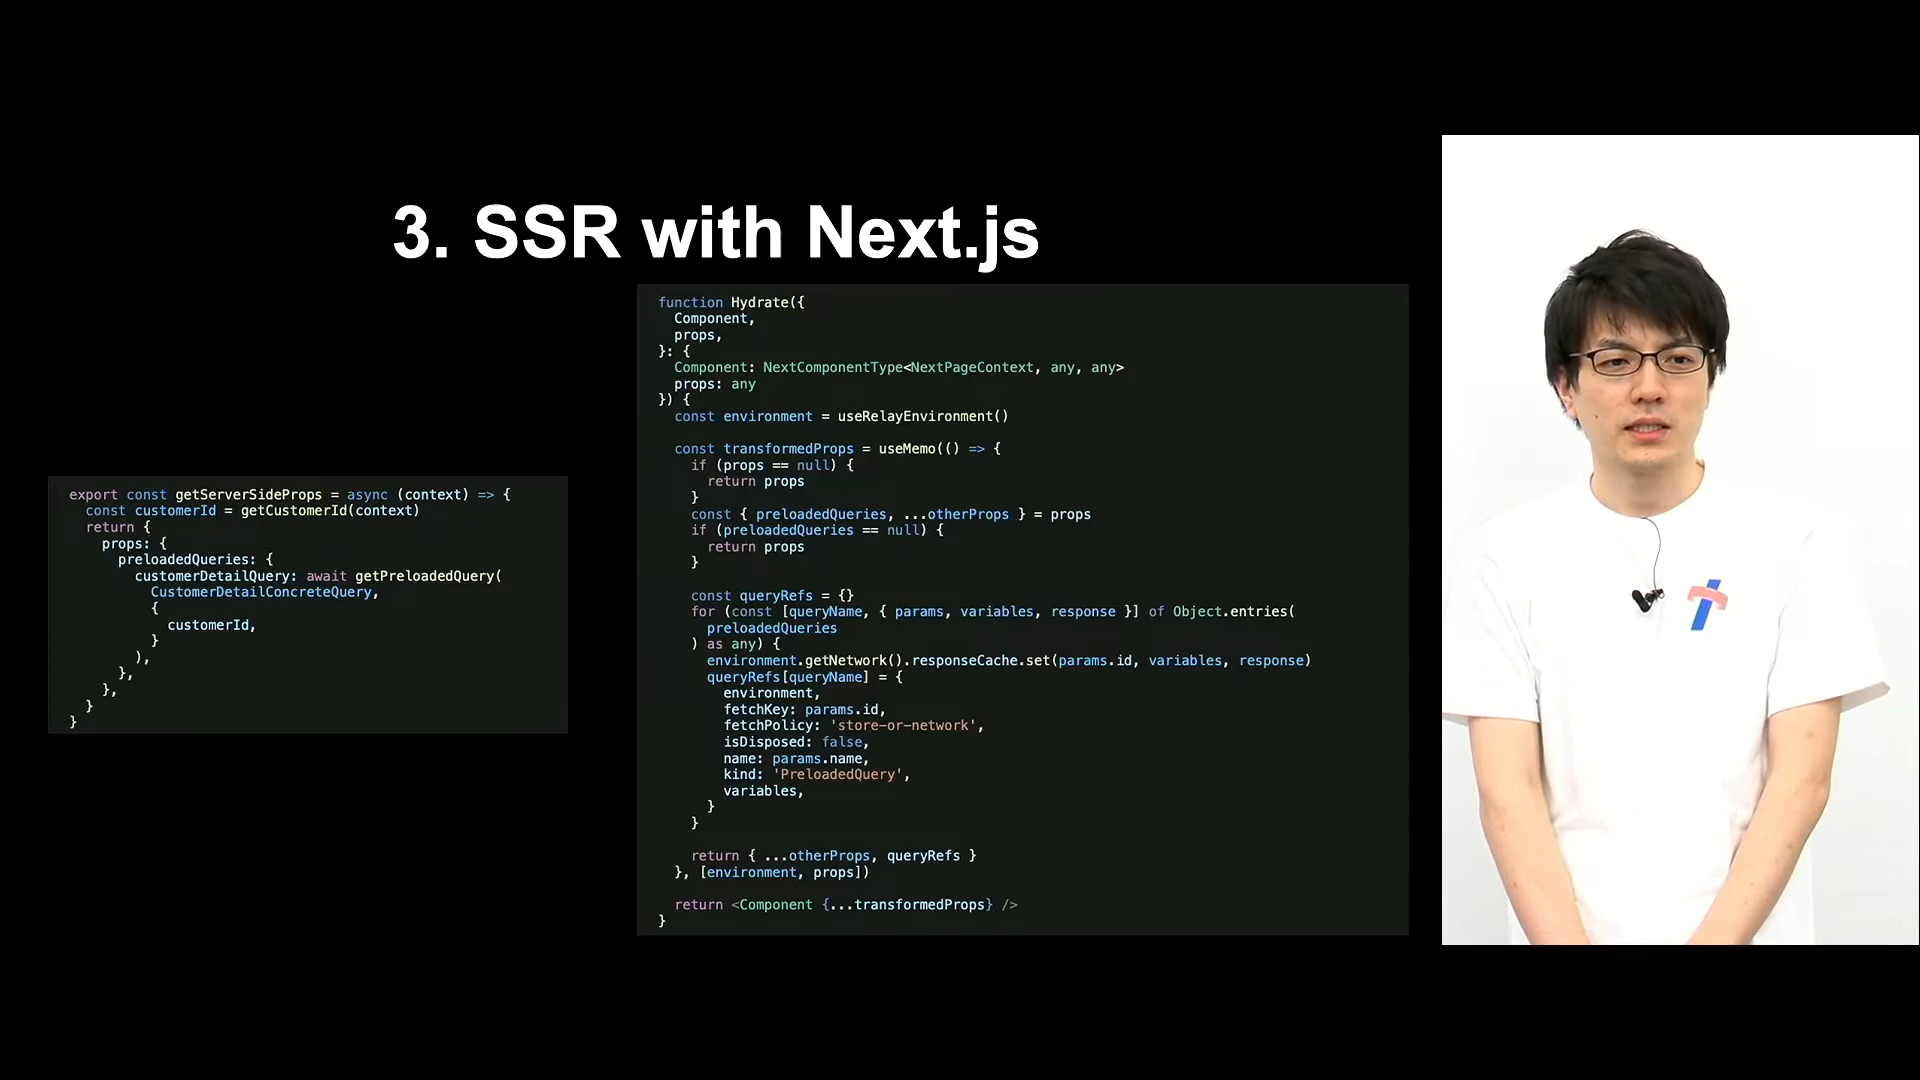 3. SSR with Next.js
export const getServerSideProps = async (context) => {
  const customerId = getCustomerId(context)
  return {
    props: {
      preloadedQueries: {
        customerDetailQuery: await getPreloadedQuery(
          CustomerDetailConcreteQuery,
          {
            customerId,
          }
        ),
      },
    },
  }
}
function Hydrate({
  Component,
  props,
}: {
  Component: NextComponentType<NextPageContext, any, any>
  props: any
}) {
  const environment = useRelayEnvironment()

  const transformedProps = useMemo(() => {
    if (props == null) {
      return props
    }
    const { preloadedQueries, ...otherProps } = props
    if (preloadedQueries == null) {
      return props
    }

    const queryRefs = {}
    for (const [queryName, { params, variables, response }] of Object.entries(
      preloadedQueries
    ) as any) {
      environment.getNetwork().responseCache.set(params.id, variables, response)
      queryRefs[queryName] = {
        environment,
        fetchKey: params.id,
        fetchPolicy: 'store-or-network',
        isDisposed: false,
        name: params.name,
        kind: 'PreloadedQuery',
        variables,
      }
    }

    return { ...otherProps, queryRefs }
  }, [environment, props])

  return <Component {...transformedProps} />
}